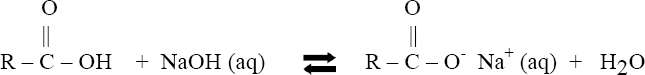 O O
|| ||
R – C – OH + NaOH (aq) ⇌ R – C – O⁻ Na⁺ (aq) + H2O